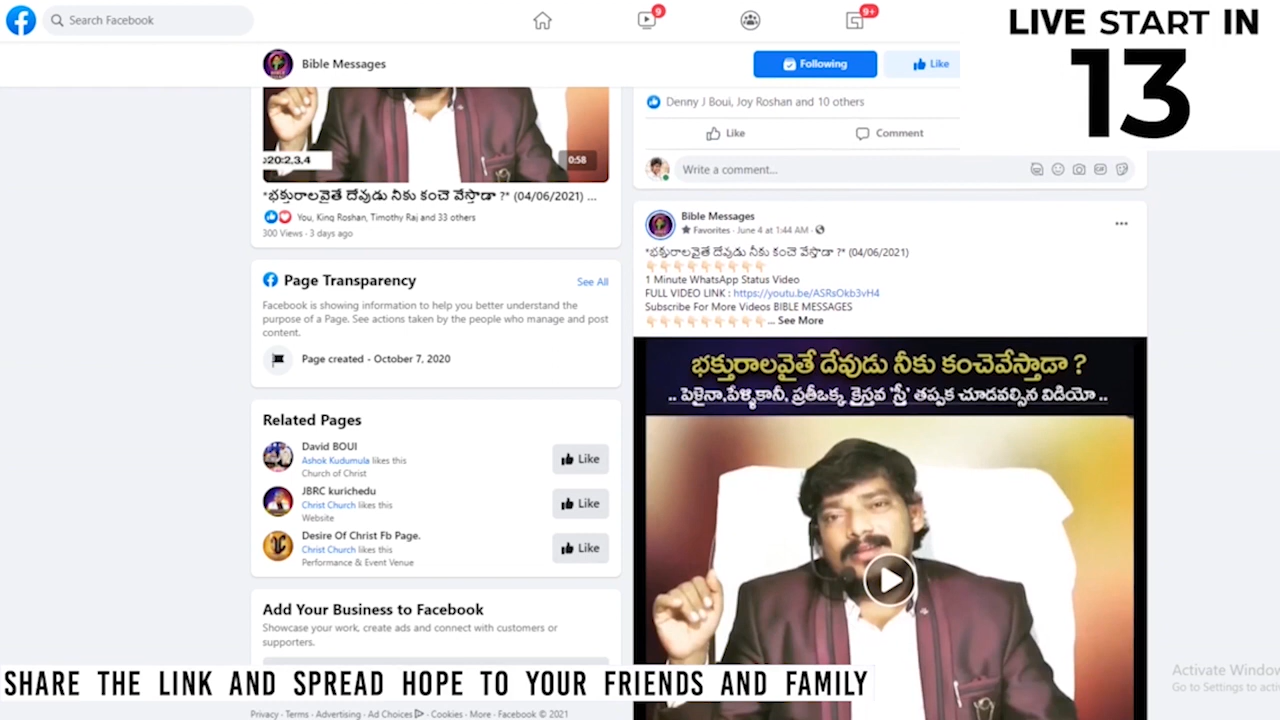 Search Facebook
9
9+
LIVE START IN
13
Bible Messages
Following
Like
020:2,3,4
0:58
*భక్తురాలవైతే దేవుడు నీకు కంచె వేస్తాడా ?* (04/06/2021) ...
You, King Roshan, Timothy Raj and 33 others
300 Views · 3 days ago
Page Transparency
See All
Facebook is showing information to help you better understand the
purpose of a Page. See actions taken by the people who manage and post
content.
Page created - October 7, 2020
Related Pages
David BOUI
Ashok Kudumula likes this
Church of Christ
Like
JBRC kurichedu
Christ Church likes this
Website
Like
Desire Of Christ Fb Page.
Christ Church likes this
Performance & Event Venue
Like
Add Your Business to Facebook
Showcase your work, create ads and connect with customers or
supporters.
Denny J Boui, Joy Roshan and 10 others
Like
Comment
Write a comment...
Bible Messages
Favorites · June 4 at 1:44 AM ·
*భక్తురాలవైతే దేవుడు నీకు కంచె వేస్తాడా ?* (04/06/2021)
👇🏻👇🏻👇🏻👇🏻👇🏻👇🏻👇🏻👇🏻👇🏻
1 Minute WhatsApp Status Video
FULL VIDEO LINK : https://youtu.be/ASRsOkb3vH4
Subscribe For More Videos BIBLE MESSAGES
👇🏻👇🏻👇🏻👇🏻👇🏻👇🏻👇🏻👇🏻👇🏻... See More
భక్తురాలవైతే దేవుడు నీకు కంచెవేస్తాడా ?
.. పెళైనా,పేళ్ళికానీ, ప్రతీఒక్క క్రైస్తవ 'స్త్రీ' తప్పక చూడవల్సిన విడియో ..
SHARE THE LINK AND SPREAD HOPE TO YOUR FRIENDS AND FAMILY
Activate Window
Go to Settings to acti
Privacy · Terms · Advertising · Ad Choices · Cookies · More · Facebook © 2021